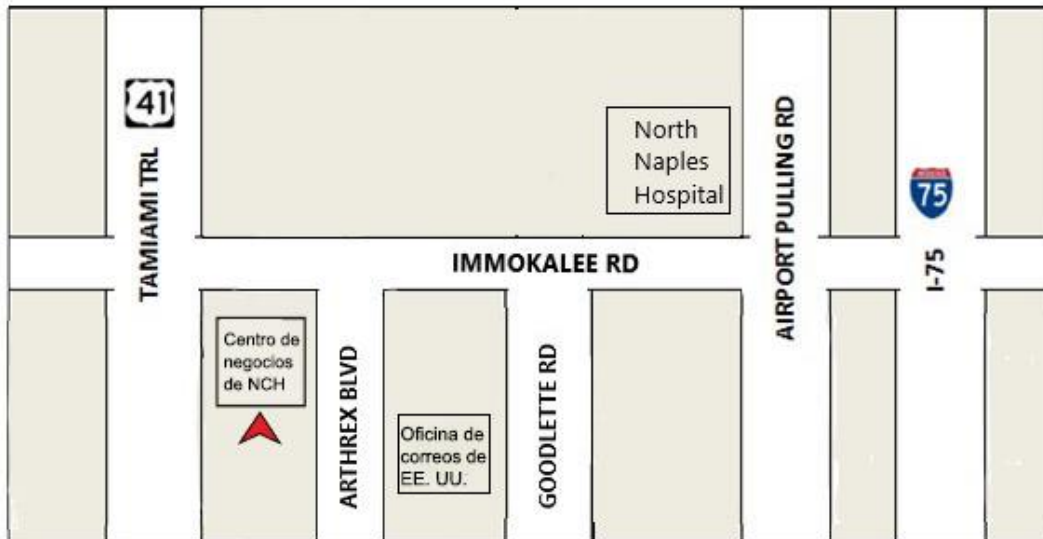 41
TAMIAMI TRL
North
Naples
Hospital
AIRPORT PULLING RD
75
I-75
IMMOKALEE RD
Centro de
negocios
de NCH
ARTHREX BLVD
Oficina de
correos de
EE. UU.
GOODLETTE RD